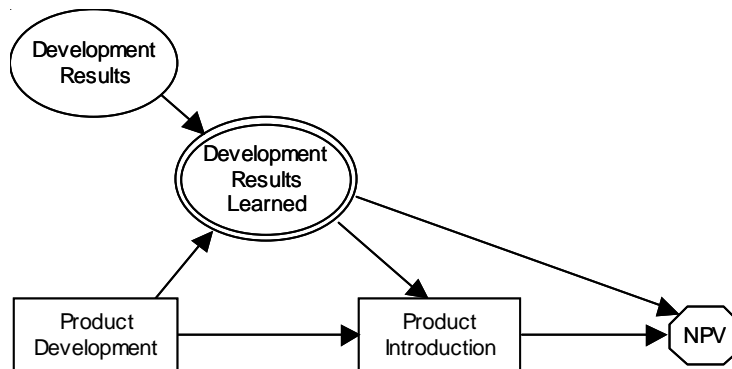 Development
Results
Development
Results
Learned
Product
Development
Product
Introduction
NPV